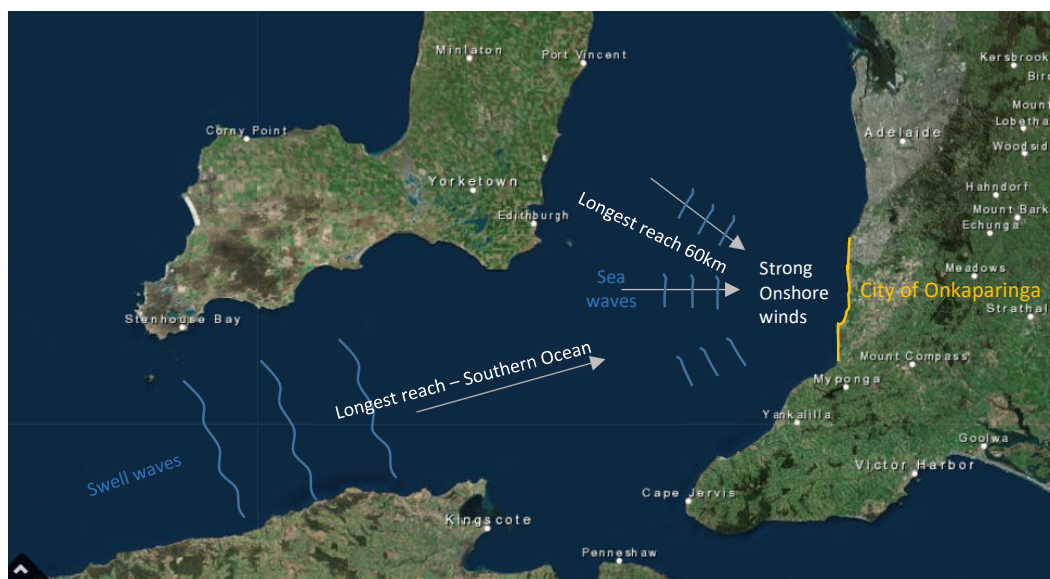 Minlaton
Port Vincent
Kersbrook
Bir
Corny Point
Mount
Lobetha
Adelaide
Woodsid
Yorketown
Hahndorf
Edithburgh
Mount Bark
Echunga
Longest reach 60km
Sea
waves
Strong
Onshore
winds
Meadows
City of Onkaparinga
Strathal
Stenhouse Bay
Longest reach – Southern Ocean
Mount Compass
Myponga
Yankalilla
Goolwa
Swell waves
Victor Harbor
Cape Jervis
Kingscote
Penneshaw